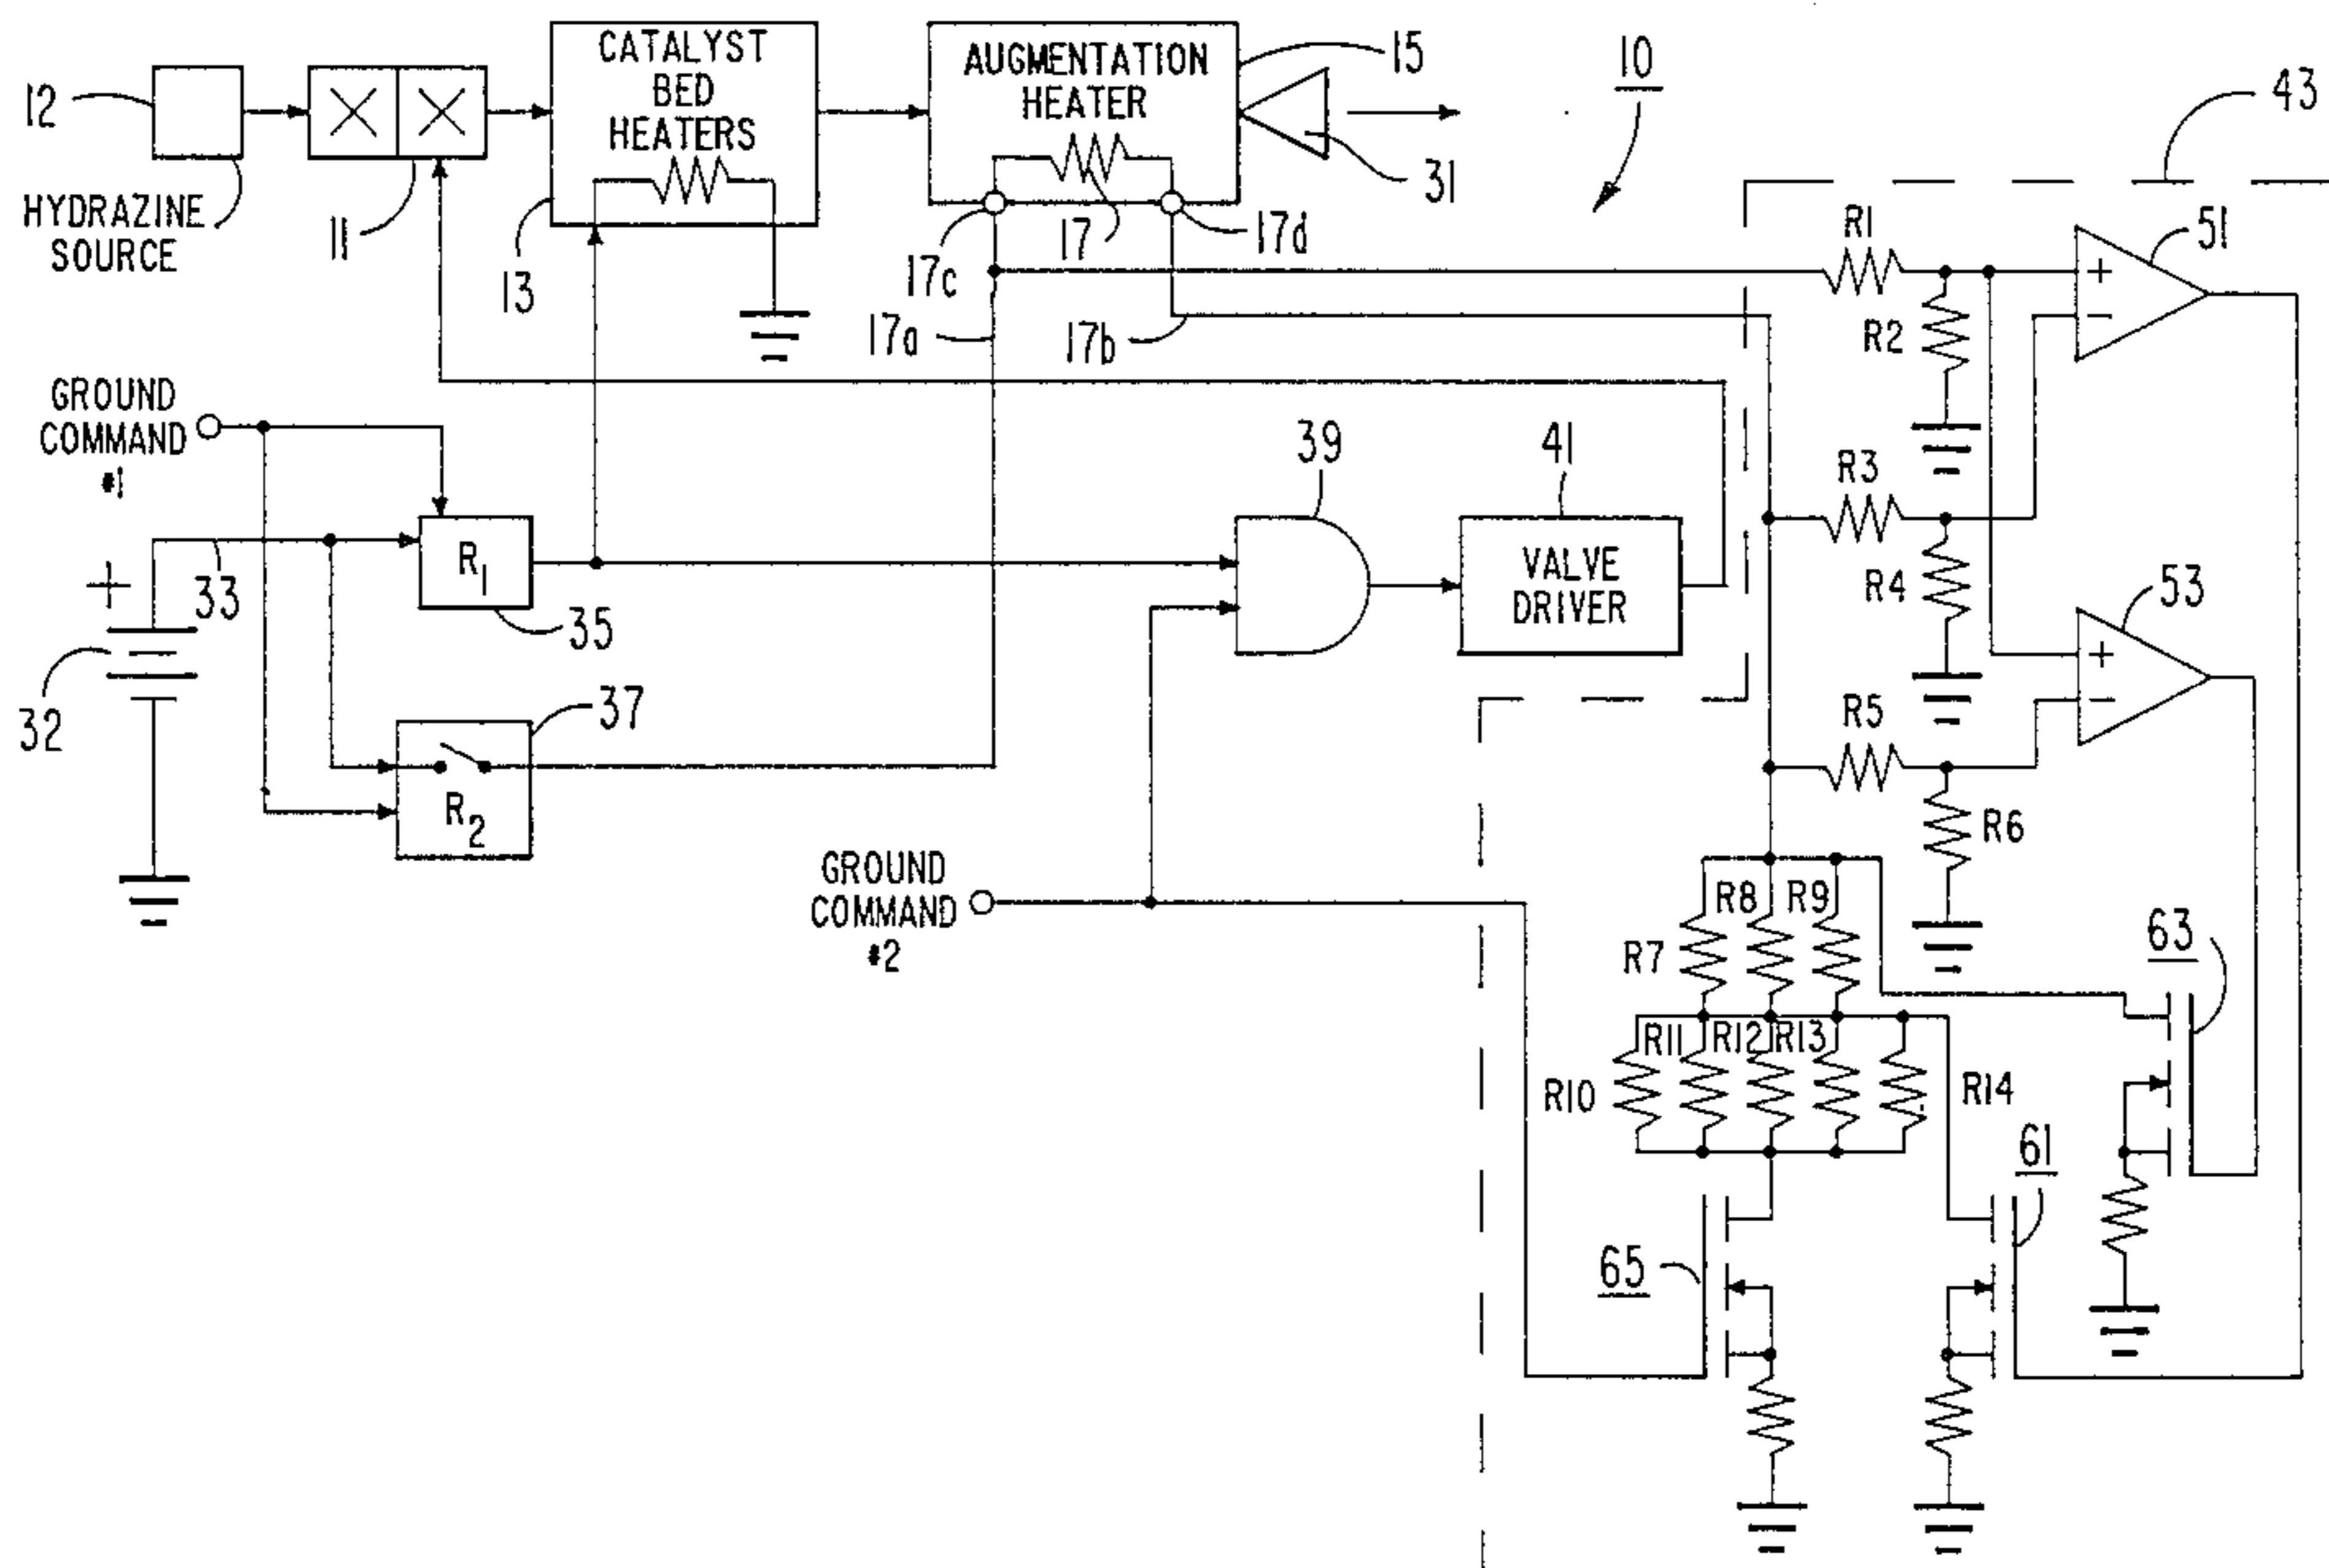 12
HYDRAZINE
SOURCE
11
CATALYST
BED
HEATERS
13
AUGMENTATION
HEATER
15
31
10
43
17c
17
17d
17a
17b
R1
R2
51
+
−
GROUND
COMMAND
#1
+
33
32
R1
35
37
R2
39
41
VALVE
DRIVER
R3
R4
53
+
−
R5
R6
GROUND
COMMAND
#2
R8
R9
R7
63
R11
R12
R13
R10
R14
61
65